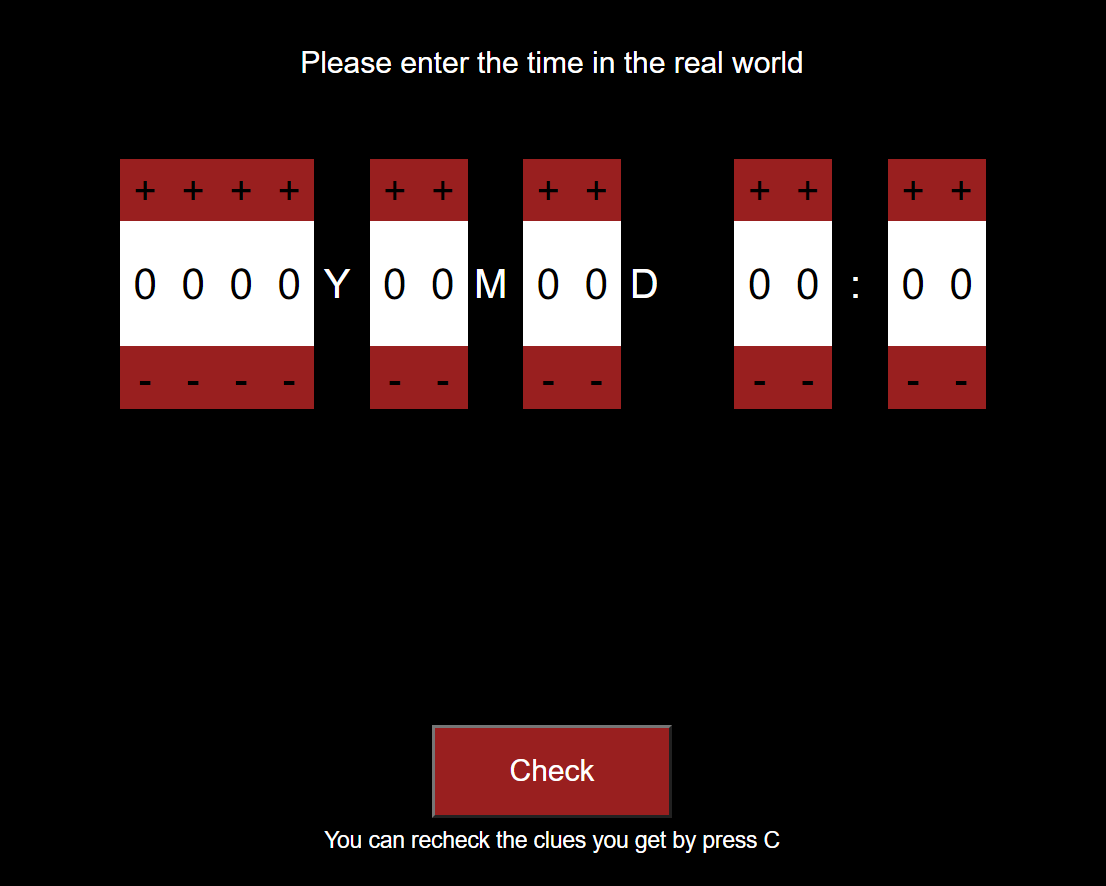 Please enter the time in the real world
+ + + + + + + + + + + +
0 0 0 0 Y 0 0 M 0 0 D 0 0 : 0 0
- - - - - - - - - - - -
Check
You can recheck the clues you get by press C